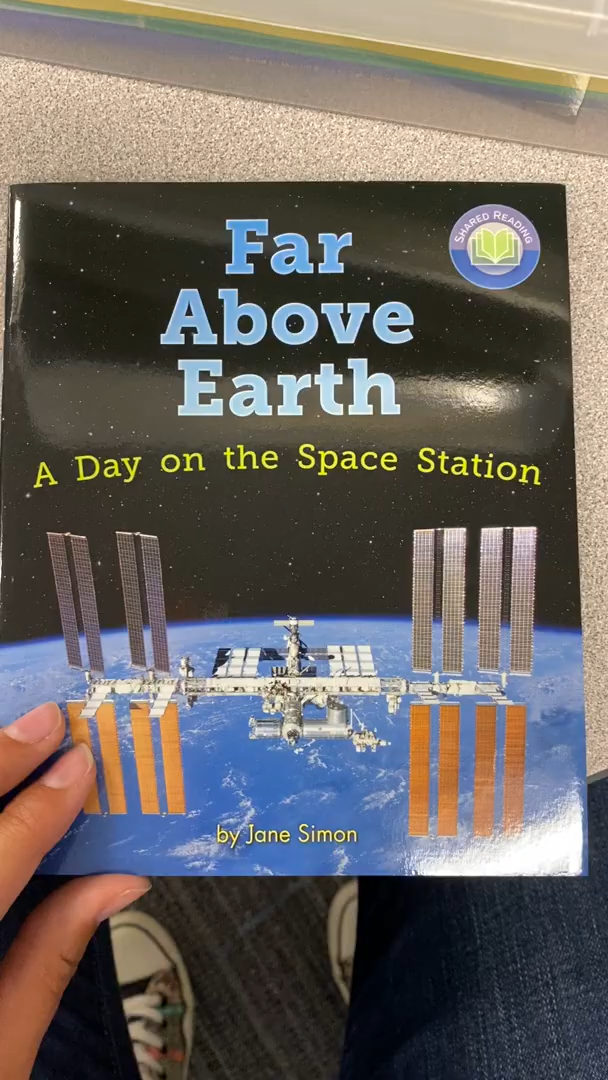 SHARED READING
Far
Above
Earth
A Day on the Space Station
by Jane Simon